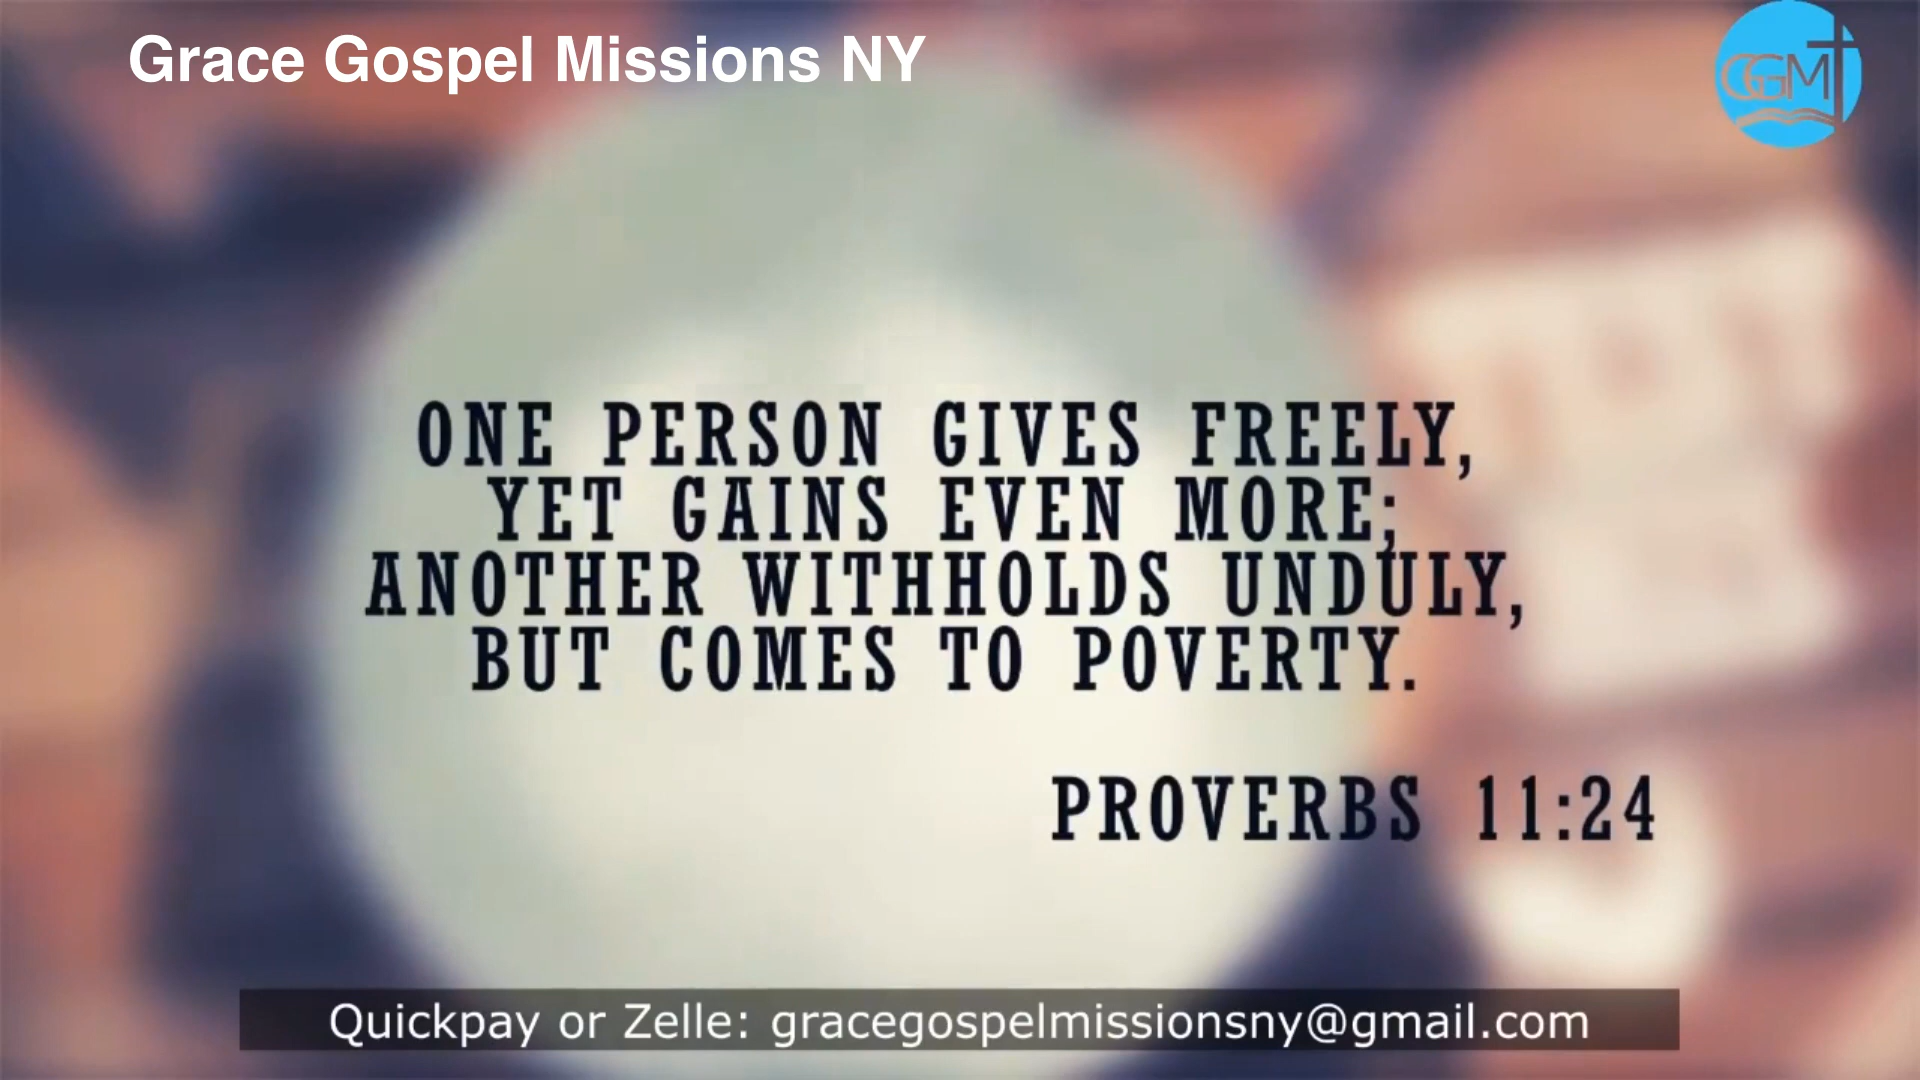 Grace Gospel Missions NY
GGM
ONE PERSON GIVES FREELY,
YET GAINS EVEN MORE;
ANOTHER WITHHOLDS UNDULY,
BUT COMES TO POVERTY.
PROVERBS 11:24
Quickpay or Zelle: gracegospelmissionsny@gmail.com